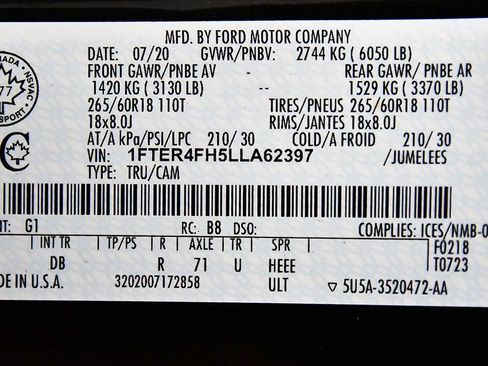 MFD. BY FORD MOTOR COMPANY
DATE: 07/20 GVWR/PNBV: 2744 KG ( 6050 LB)
FRONT GAWR/PNBE AV - REAR GAWR/ PNBE AR
1420 KG ( 3130 LB) -- 1529 KG ( 3370 LB)
265/60R18 110T TIRES/PNEUS 265/60R18 110T
18x8.0J RIMS/JANTES 18x8.0J
AT/A kPa/PSI/LPC 210/ 30 COLD/A FROID 210/ 30
VIN: 1FTER4FH5LLA62397 /JUMELEES
TYPE: TRU/CAM
NSVAC
77
C
NT: G1 RC: B8 DSO: COMPLIES: ICES/NMB-0
INT TR TP/PS R AXLE TR SPR F0218
DB R 71 U HEEE T0723
DE IN U.S.A. 3202007172858 ULT ▽ 5U5A-3520472-AA